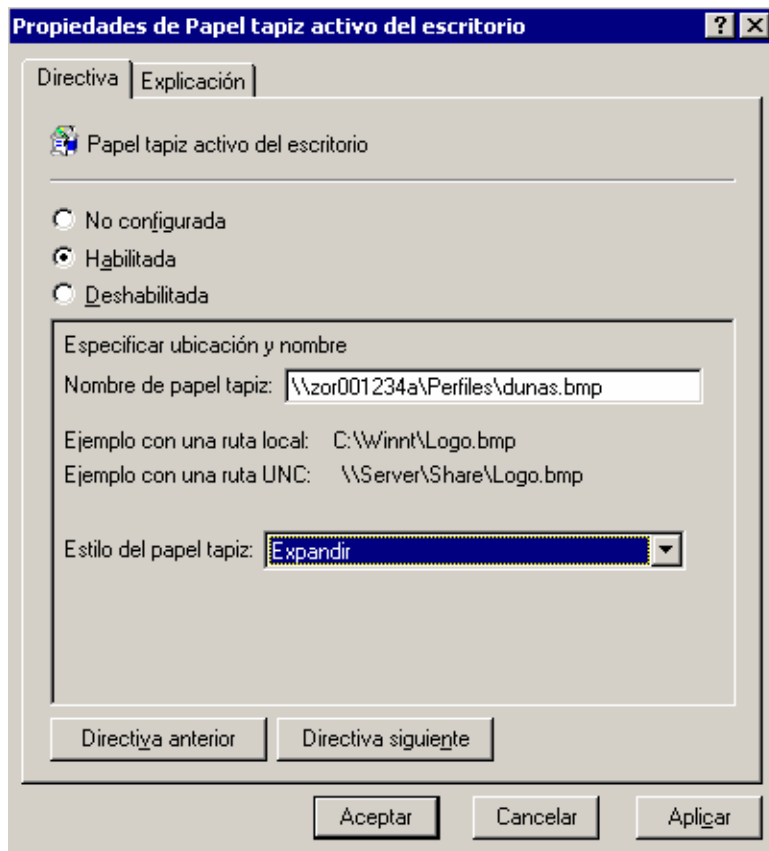 Propiedades de Papel tapiz activo del escritorio
Directiva Explicación
Papel tapiz activo del escritorio
No configurada
Habilitada
Deshabilitada
Especificar ubicación y nombre
Nombre de papel tapiz: \\zor001234a\Perfiles\dunas.bmp
Ejemplo con una ruta local: C:\Winnt\Logo.bmp
Ejemplo con una ruta UNC: \\Server\Share\Logo.bmp
Estilo del papel tapiz: Expandir
Directiva anterior Directiva siguiente
Aceptar Cancelar Aplicar